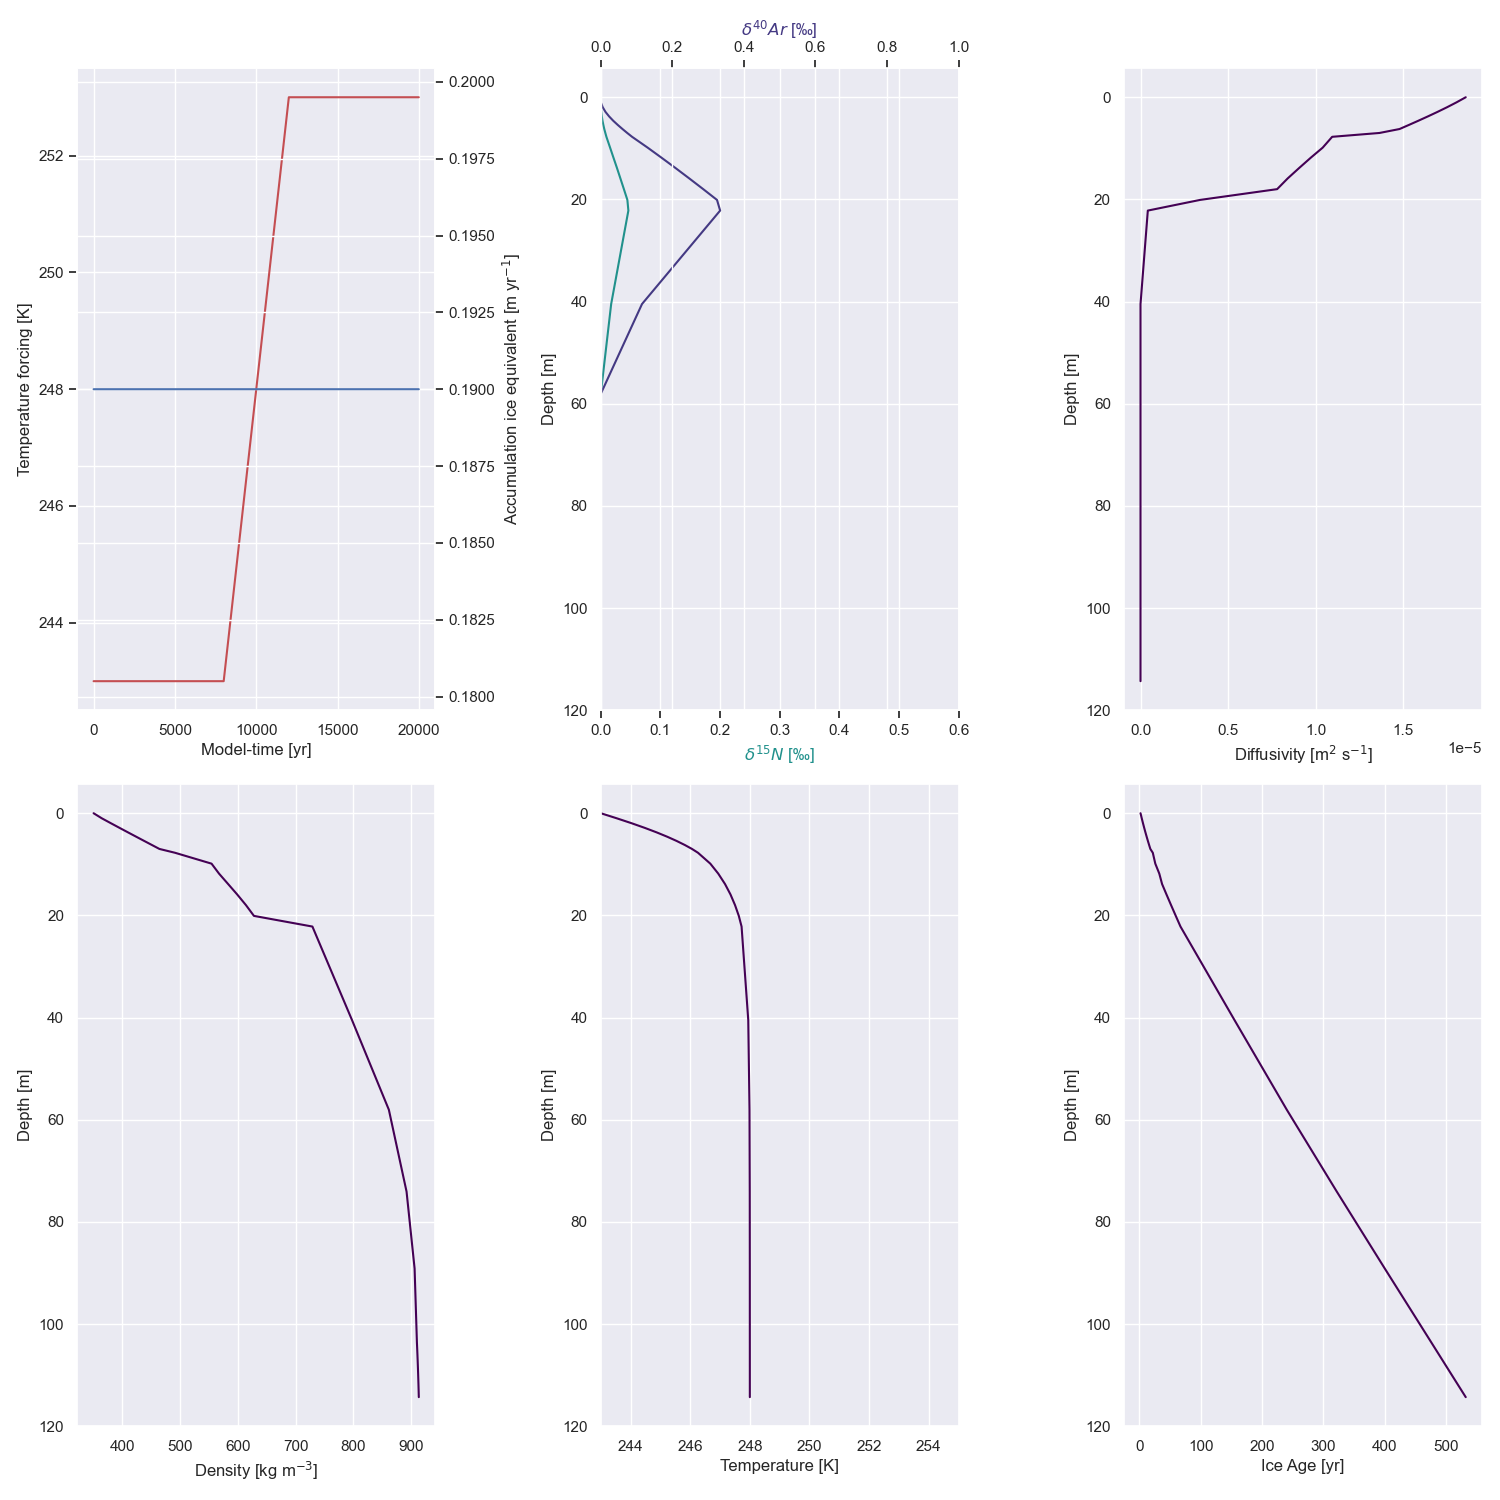 δ⁴⁰Ar [‰]
0.0 0.2 0.4 0.6 0.8 1.0
Temperature forcing [K]
252
250
248
246
244
0.2000
0.1975
0.1950
0.1925
0.1900
0.1875
0.1850
0.1825
0.1800
Accumulation ice equivalent [m yr⁻¹]
0 5000 10000 15000 20000
Model-time [yr]
Depth [m]
0
20
40
60
80
100
120
0.0 0.1 0.2 0.3 0.4 0.5 0.6
δ¹⁵N [‰]
Depth [m]
0
20
40
60
80
100
120
0.0 0.5 1.0 1.5
1e−5
Diffusivity [m² s⁻¹]
Depth [m]
0
20
40
60
80
100
120
400 500 600 700 800 900
Density [kg m⁻³]
Depth [m]
0
20
40
60
80
100
120
244 246 248 250 252 254
Temperature [K]
Depth [m]
0
20
40
60
80
100
120
0 100 200 300 400 500
Ice Age [yr]